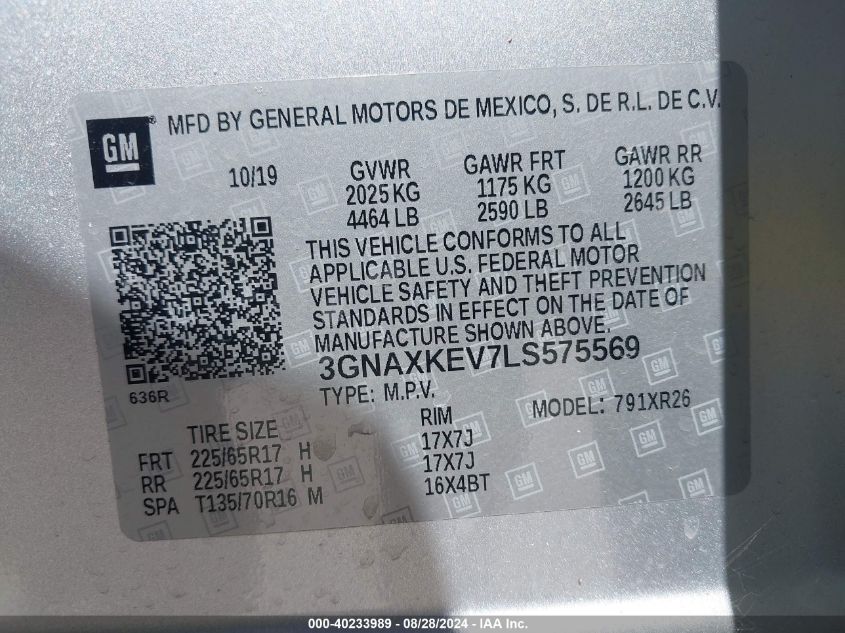 GM
®
MFD BY GENERAL MOTORS DE MEXICO, S. DE R.L. DE C.V.
10/19 GVWR GAWR FRT GAWR RR
2025 KG 1175 KG 1200 KG
4464 LB 2590 LB 2645 LB
THIS VEHICLE CONFORMS TO ALL
APPLICABLE U.S. FEDERAL MOTOR
VEHICLE SAFETY AND THEFT PREVENTION
STANDARDS IN EFFECT ON THE DATE OF
MANUFACTURE SHOWN ABOVE.
3GNAXKEV7LS575569
636R
TYPE: M.P.V. MODEL: 791XR26
TIRE SIZE RIM
FRT 225/65R17 H 17X7J
RR 225/65R17 H 17X7J
SPA T135/70R16 M 16X4BT
000-40233989 - 08/28/2024 - IAA Inc.